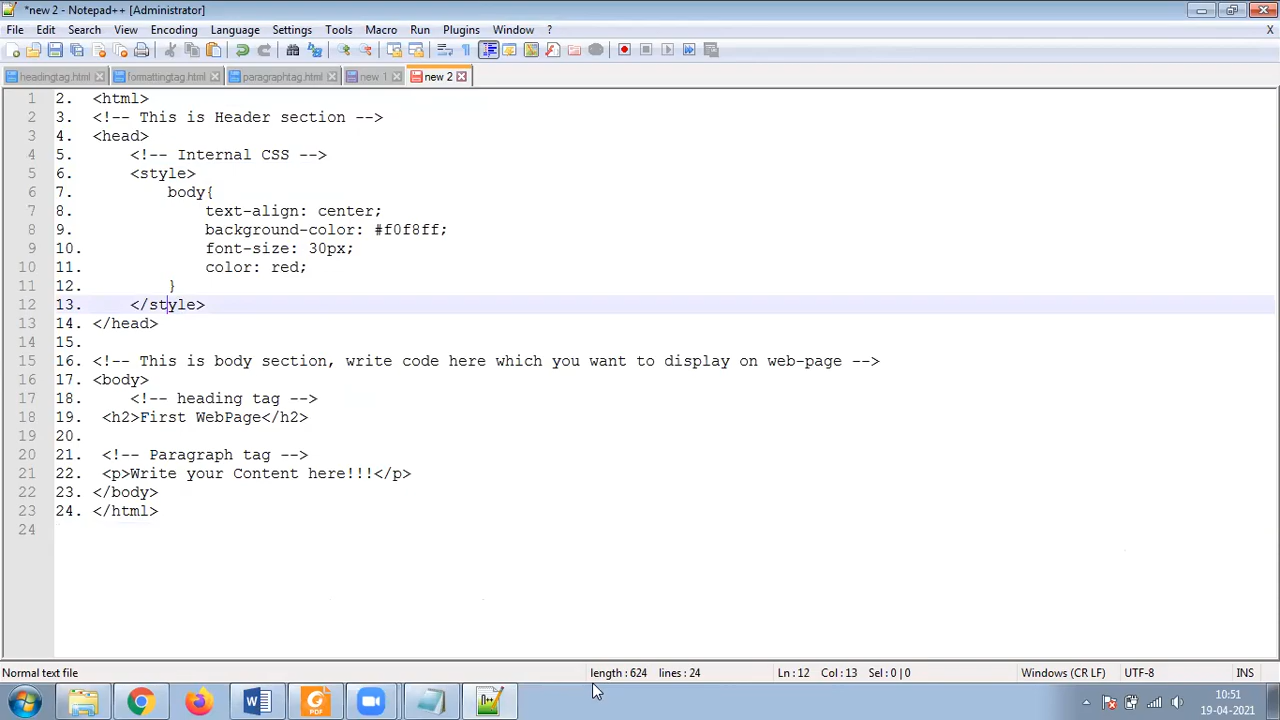 *new 2 - Notepad++ [Administrator]
File Edit Search View Encoding Language Settings Tools Macro Run Plugins Window ? X
headingtag.html formattingtag.html paragraphtag.html new 1 new 2
1 2. <html>
2 3. <!-- This is Header section -->
3 4. <head>
4 5. <!-- Internal CSS -->
5 6. <style>
6 7. body{
7 8. text-align: center;
8 9. background-color: #f0f8ff;
9 10. font-size: 30px;
10 11. color: red;
11 12. }
12 13. </style>
13 14. </head>
14 15.
15 16. <!-- This is body section, write code here which you want to display on web-page -->
16 17. <body>
17 18. <!-- heading tag -->
18 19. <h2>First WebPage</h2>
19 20.
20 21. <!-- Paragraph tag -->
21 22. <p>Write your Content here!!!</p>
22 23. </body>
23 24. </html>
24
Normal text file length : 624 lines : 24 Ln : 12 Col : 13 Sel : 0 | 0 Windows (CR LF) UTF-8 INS
10:51
19-04-2021